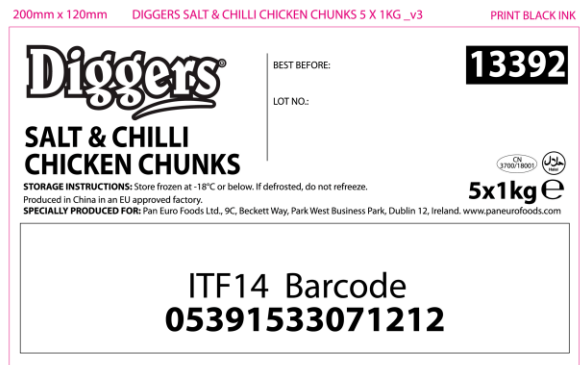 200mm x 120mm DIGGERS SALT & CHILLI CHICKEN CHUNKS 5 X 1KG _v3 PRINT BLACK INK
Diggers®
BEST BEFORE:
13392
LOT NO.:
SALT & CHILLI
CHICKEN CHUNKS
CN
3700/18001
حلال
STORAGE INSTRUCTIONS: Store frozen at -18°C or below. If defrosted, do not refreeze.
Produced in China in an EU approved factory.
5x1kg ℮
SPECIALLY PRODUCED FOR: Pan Euro Foods Ltd., 9C, Beckett Way, Park West Business Park, Dublin 12, Ireland. www.paneurofoods.com
ITF14 Barcode
05391533071212